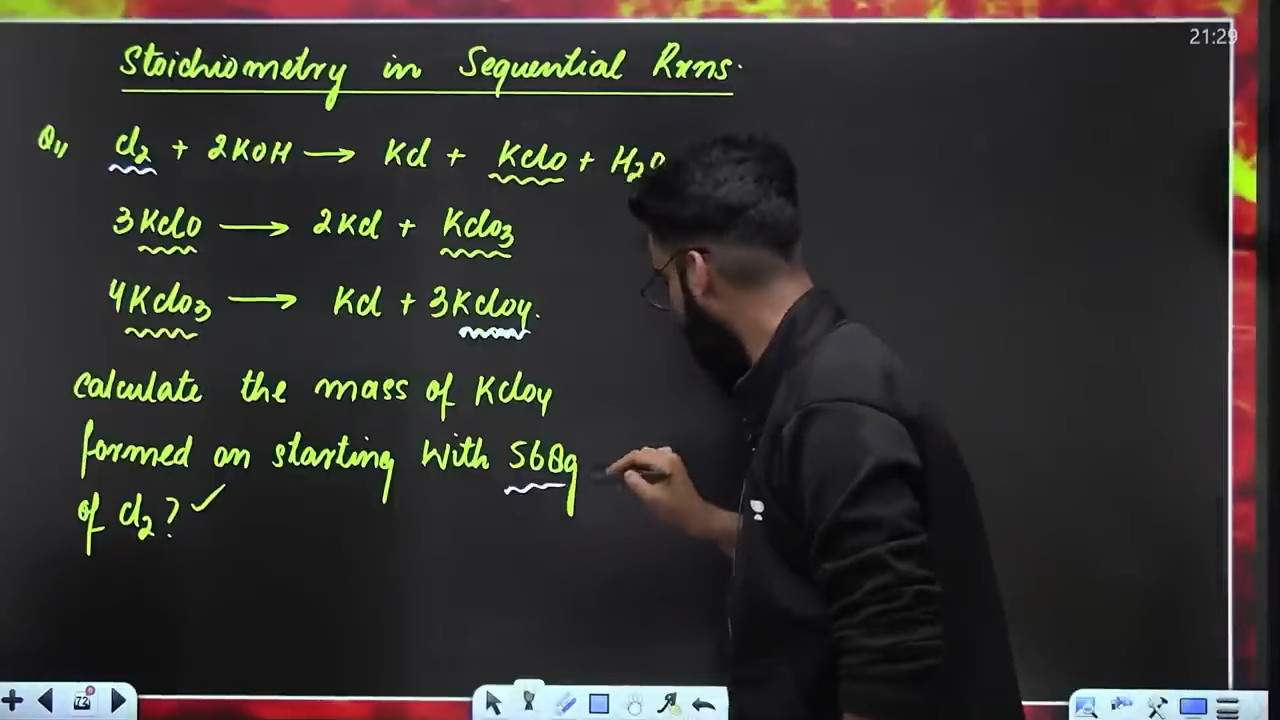 21:29
Stoichiometry in Sequential Rxns.
Q1, Cl2 + 2KOH → KCl + KClO + H2O
3KClO → 2KCl + KClO3
4KClO3 → KCl + 3KClO4.
Calculate the mass of KClO4
formed on starting with 568g
of Cl2? ✓
72